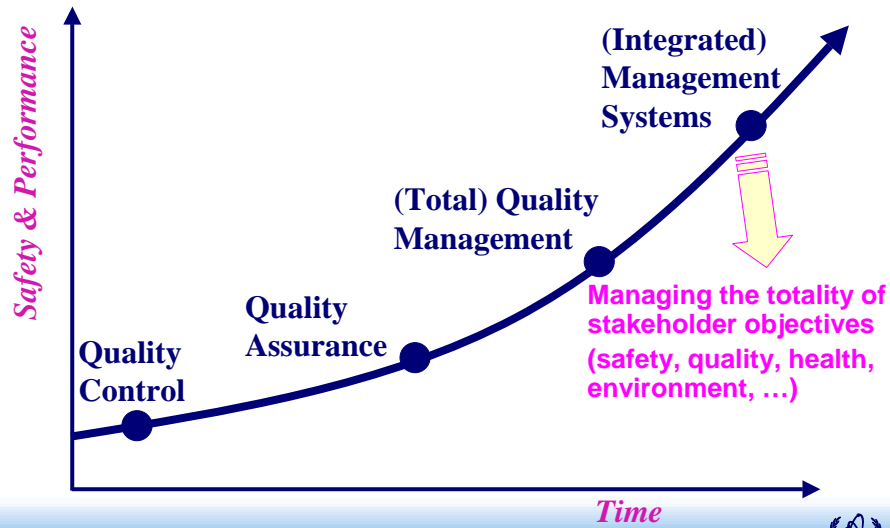 Safety & Performance
(Integrated)
Management
Systems
(Total) Quality
Management
Quality
Assurance
Quality
Control
Managing the totality of
stakeholder objectives
(safety, quality, health,
environment, …)
Time